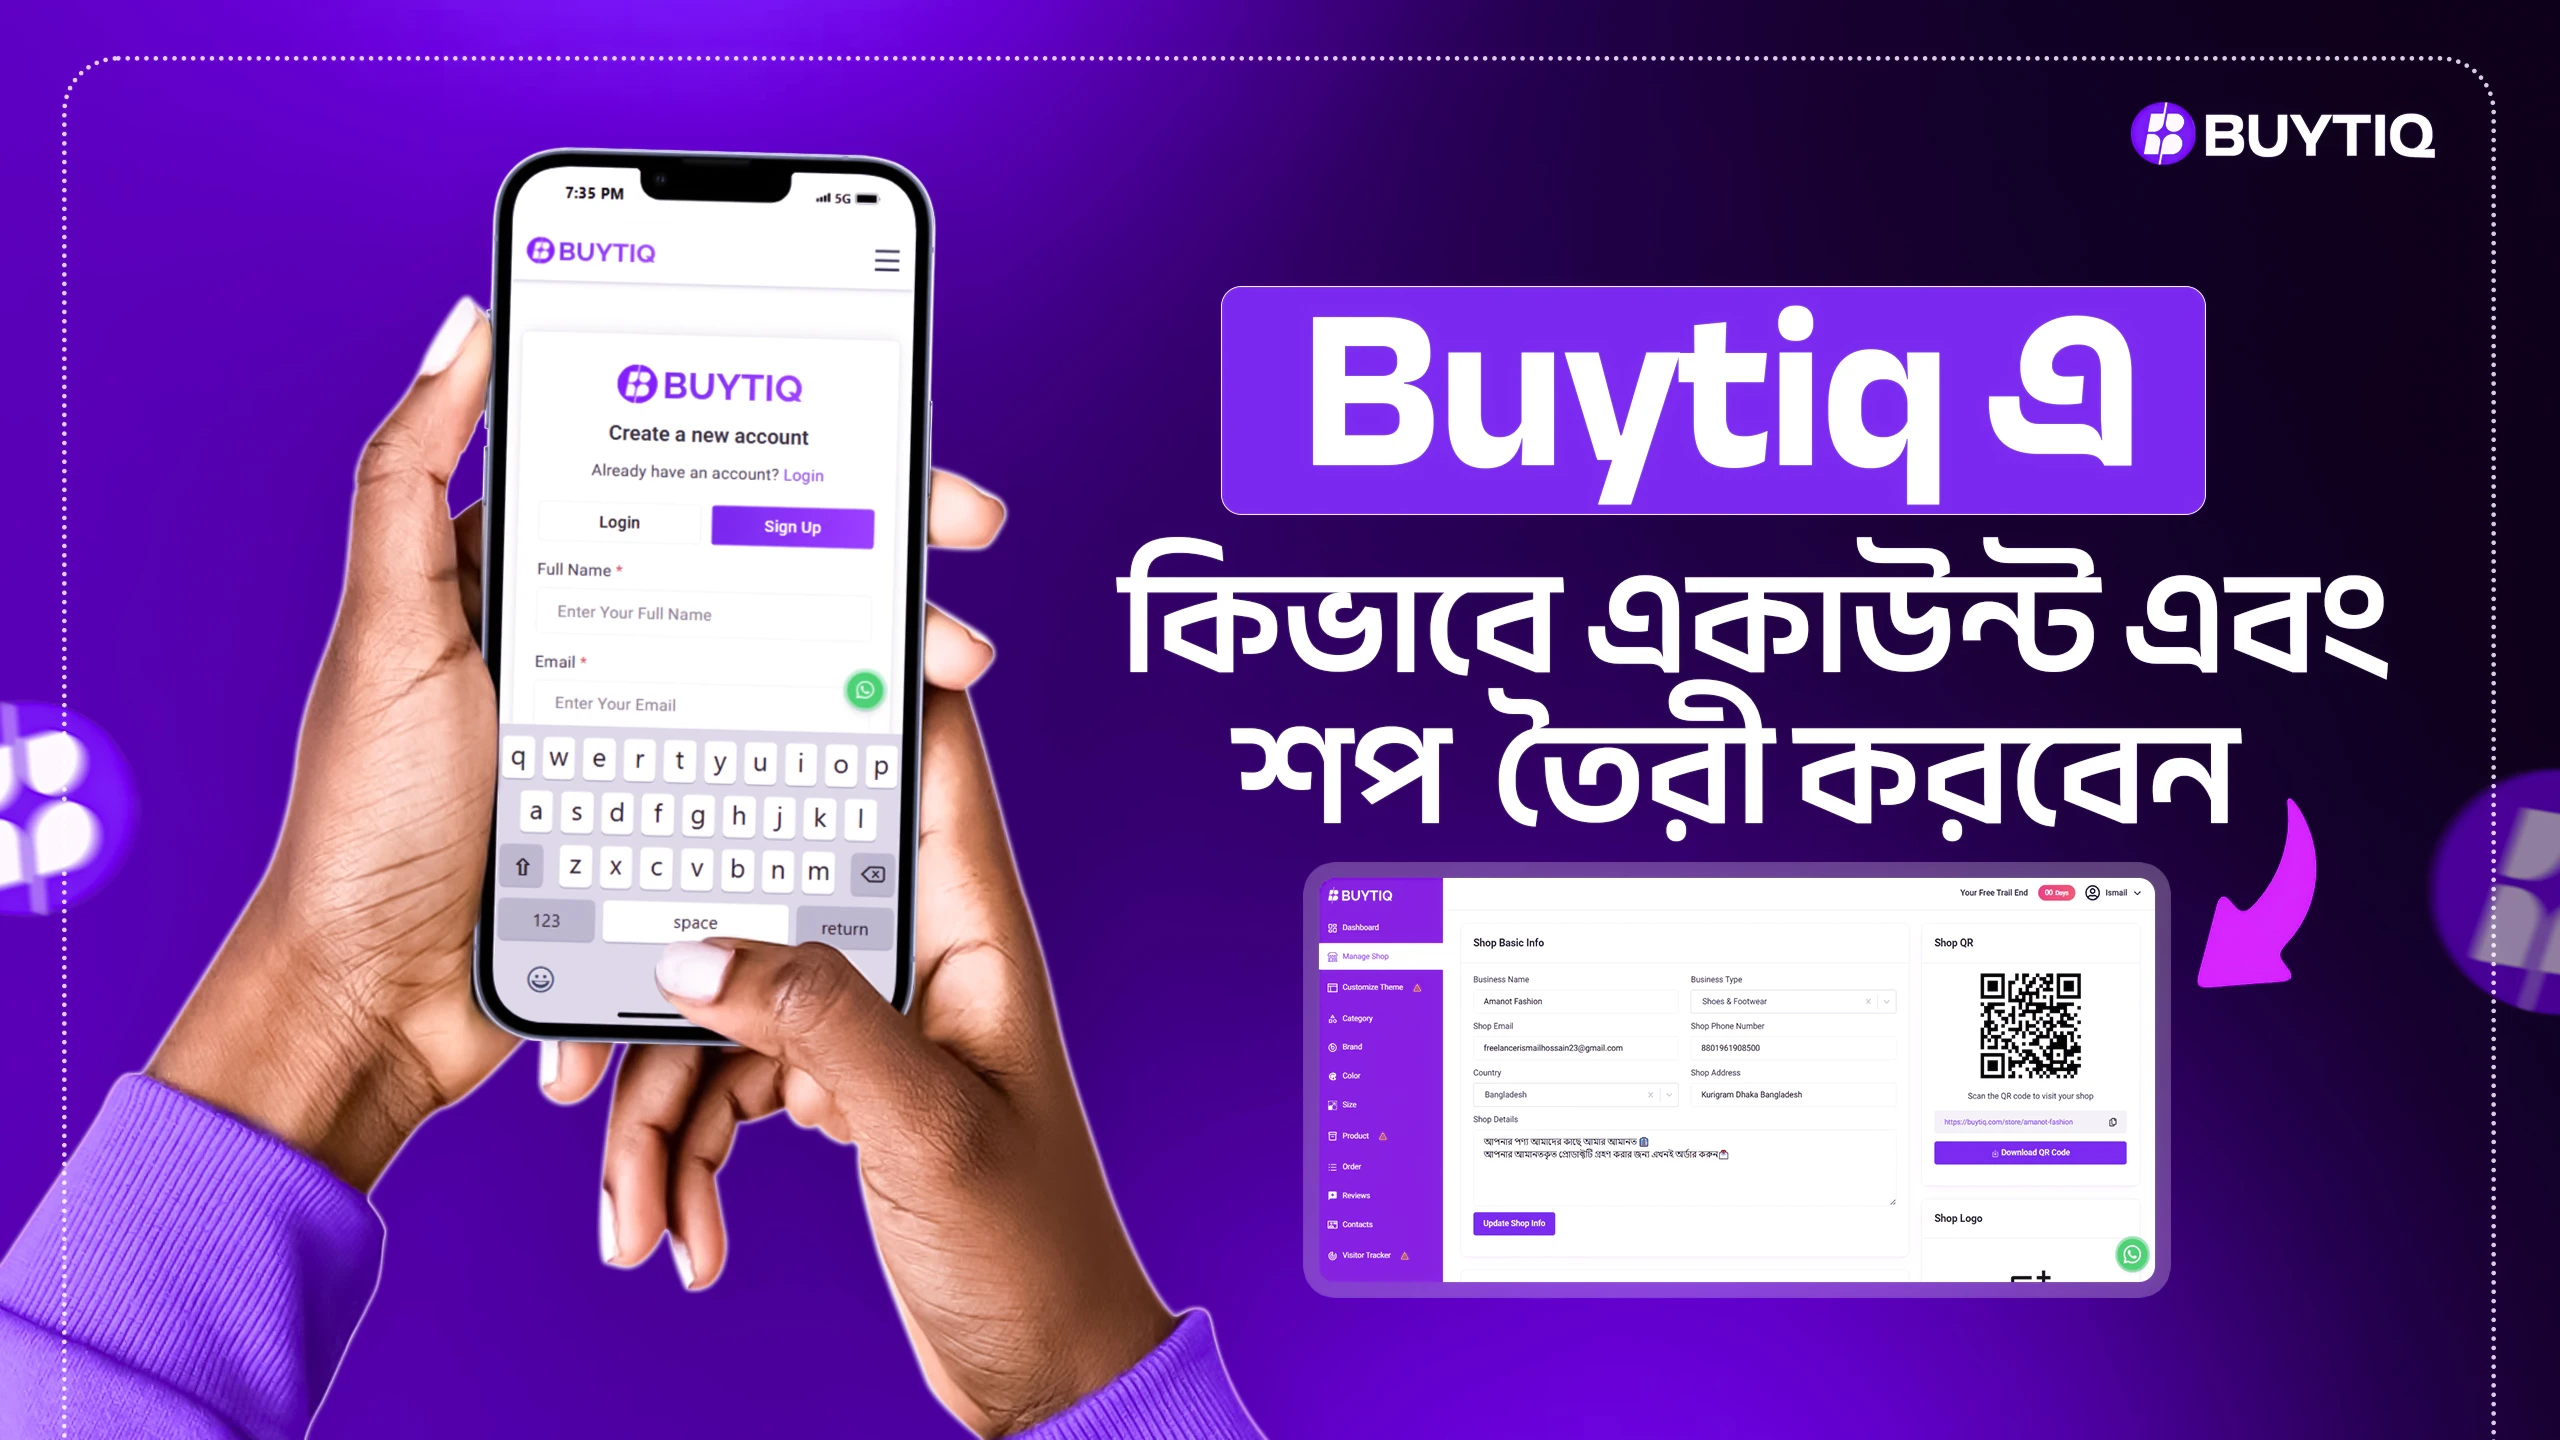 BUYTIQ
7:35 PM
5G
BUYTIQ
BUYTIQ
Create a new account
Already have an account? Login
Login
Sign Up
Full Name *
Enter Your Full Name
Email *
Enter Your Email
q w e r t y u i o p
a s d f g h j k l
z x c v b n m
123 space return
Buytiq এ
কিভাবে একাউন্ট এবং
শপ তৈরী করবেন
BUYTIQ
Your Free Trail End 00 Days Ismail
Dashboard
Manage Shop
Customize Theme
Category
Brand
Color
Size
Product
Order
Reviews
Contacts
Visitor Tracker
Shop Basic Info
Business Name
Amanot Fashion
Business Type
Shoes & Footwear
Shop Email
freelancerismailhossain23@gmail.com
Shop Phone Number
8801961908500
Country
Bangladesh
Shop Address
Kurigram Dhaka Bangladesh
Shop Details
আপনার পণ্য আমাদের কাছে আমার আমানত
আপনার আমানতকৃত প্রোডাক্টটি গ্রহণ করার জন্য এখনই অর্ডার করুন
Update Shop Info
Shop QR
Scan the QR code to visit your shop
https://buytiq.com/store/amanot-fashion
Download QR Code
Shop Logo